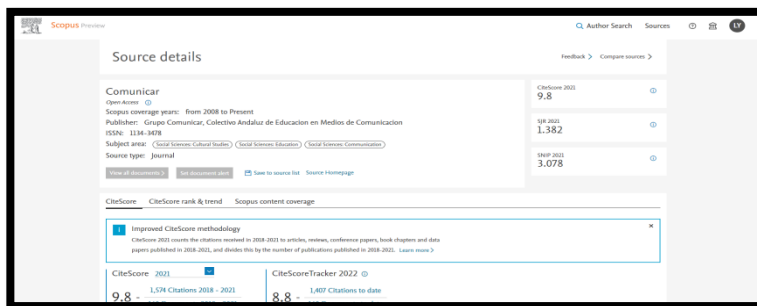 Scopus Preview
Author Search Sources LY
Source details
Feedback Compare sources
Comunicar
Open Access
Scopus coverage years: from 2008 to Present
Publisher: Grupo Comunicar, Colectivo Andaluz de Educacion en Medios de Comunicacion
ISSN: 1134-3478
Subject area: Social Sciences: Cultural Studies Social Sciences: Education Social Sciences: Communication
Source type: Journal
View all documents > Set document alert Save to source list Source Homepage
CiteScore 2021
9.8
SJR 2021
1.382
SNIP 2021
3.078
CiteScore CiteScore rank & trend Scopus content coverage
i Improved CiteScore methodology
CiteScore 2021 counts the citations received in 2018-2021 to articles, reviews, conference papers, book chapters and data
papers published in 2018-2021, and divides this by the number of publications published in 2018-2021. Learn more >
CiteScore 2021
9.8 = 1,574 Citations 2018 - 2021
CiteScoreTracker 2022
8.8 = 1,407 Citations to date